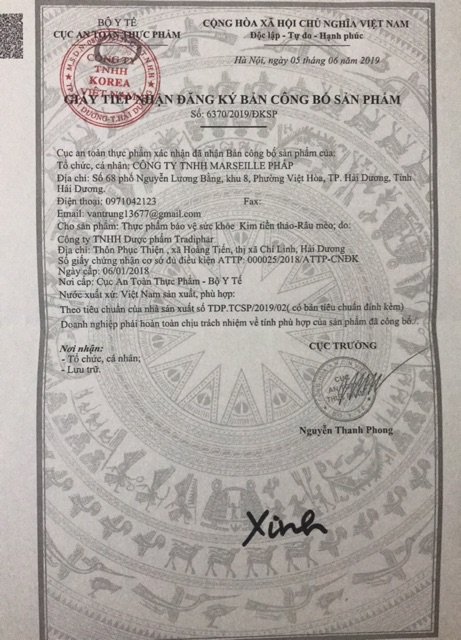 BỘ Y TẾ
CỤC AN TOÀN THỰC PHẨM
CỘNG HÒA XÃ HỘI CHỦ NGHĨA VIỆT NAM
Độc lập - Tự do - Hạnh phúc
CÔNG TY
TNHH
KOREA
VIỆT NAM
Hà Nội, ngày 05 tháng 06 năm 2019
GIẤY TIẾP NHẬN ĐĂNG KÝ BẢN CÔNG BỐ SẢN PHẨM
Số: 6370/2019/ĐKSP
Cục an toàn thực phẩm xác nhận đã nhận Bản công bố sản phẩm của:
Tổ chức, cá nhân: CÔNG TY TNHH MARSEILLE PHÁP
Địa chỉ: Số 68 phố Nguyễn Lương Bằng, khu 8, Phường Việt Hòa, TP. Hải Dương, Tỉnh
Hải Dương.
Điện thoại: 0971042123 Fax:
Email: vantrung13677@gmail.com
Cho sản phẩm: Thực phẩm bảo vệ sức khỏe Kim tiền thảo-Râu mèo; do:
Công ty TNHH Dược phẩm Tradiphar
Địa chỉ: Thôn Phục Thiện, xã Hoàng Tiến, thị xã Chí Linh, Hải Dương
Số giấy chứng nhận cơ sở đủ điều kiện ATTP: 000025/2018/ATTP-CNĐK
Ngày cấp: 06/01/2018
Nơi cấp: Cục An Toàn Thực Phẩm - Bộ Y Tế
Nước xuất xứ: Việt Nam sản xuất, phù hợp:
Theo tiêu chuẩn của nhà sản xuất số TDP.TCSP/2019/02( có bản tiêu chuẩn đính kèm)
Doanh nghiệp phải hoàn toàn chịu trách nhiệm về tính phù hợp của sản phẩm đã công bố./.
Nơi nhận:
- Tổ chức, cá nhân;
- Lưu trữ.
CỤC TRƯỞNG
CỤC
AN
Nguyễn Thanh Phong
Xinh